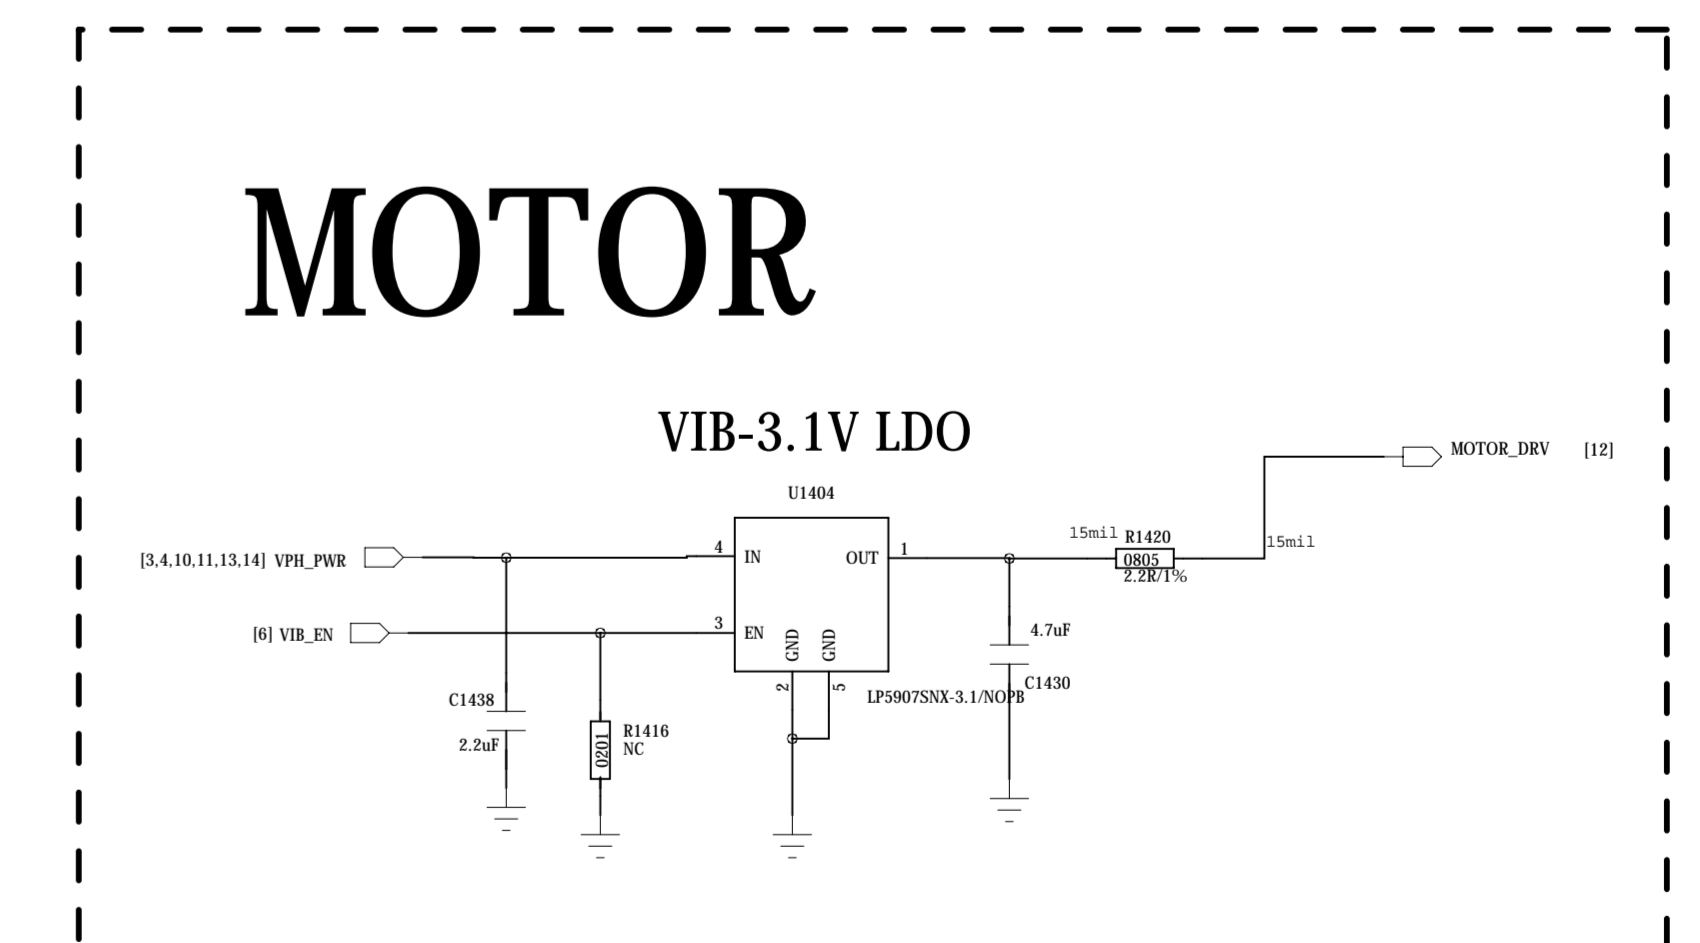 MOTOR
VIB-3.1V LDO
MOTOR_DRV [12]
U1404
15mil R1420
15mil
[3,4,10,11,13,14] VPH_PWR
4 IN
OUT 1
0805
2.2R/1%
[6] VIB_EN
3 EN
GND GND
4.7uF
2 5
LP5907SNX-3.1/NOPB
C1430
C1438
2.2uF
0201
R1416
NC